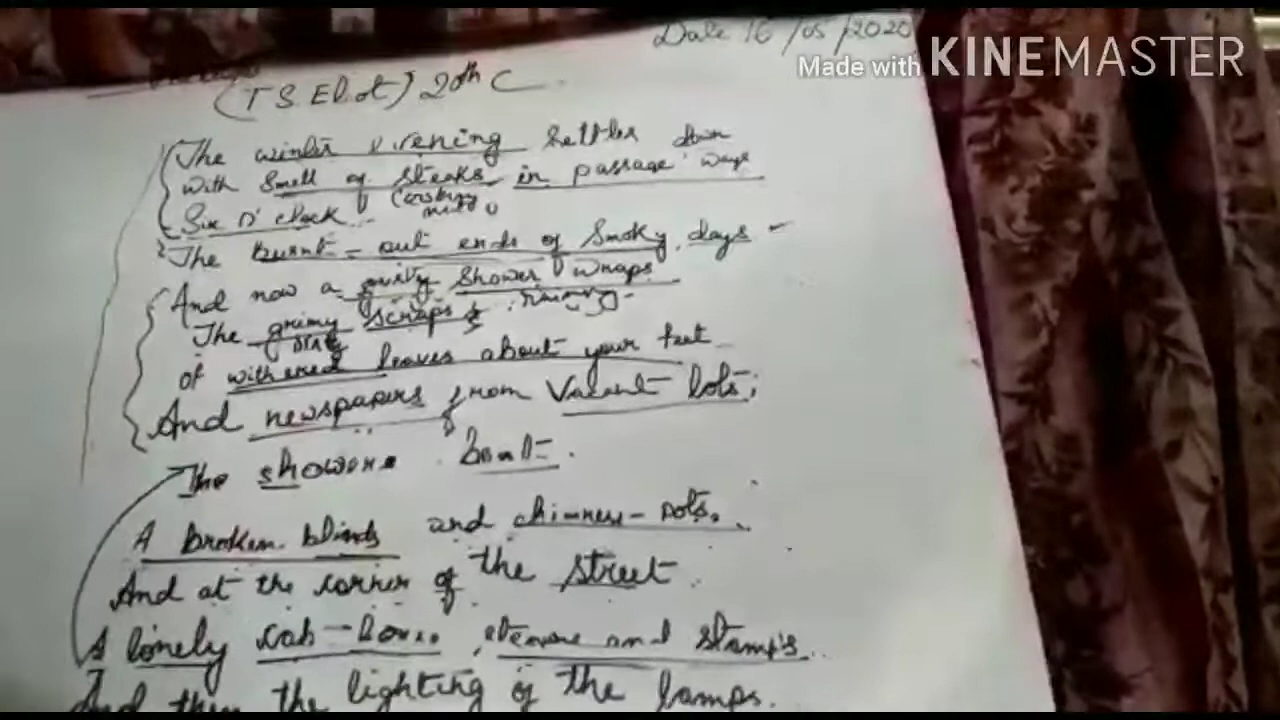 Date 16/05/2020
Made with KINEMASTER
(T S. Eliot) 20th C
The winter evening settles down
with smell of steaks in passage ways
Six O' clock
The burnt-out ends of smoky days
And now a gusty shower wraps
The grimy scraps
of withered leaves about your feet
And newspapers from Vacant lots;
The showers beat.
A broken blinds and chimney-pots.
And at the corner of the street
A lonely cab-horse steams and stamps.
And then the lighting of the lamps.